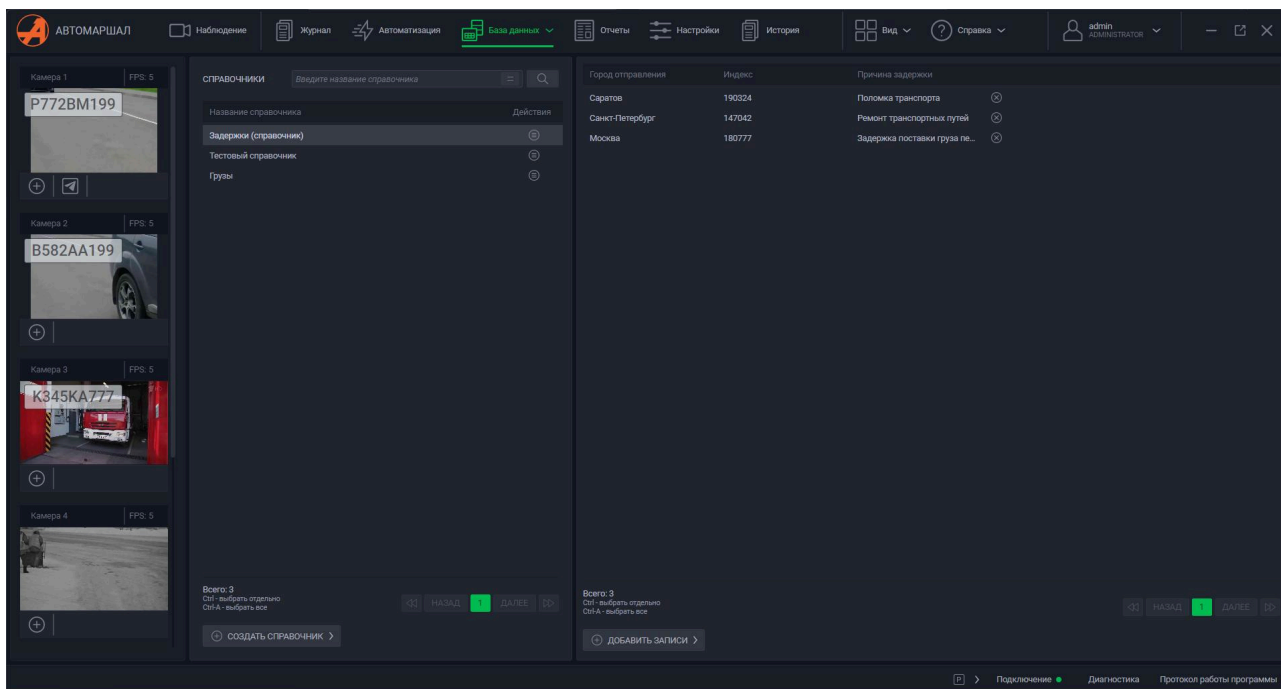 АВТОМАРШАЛ
Наблюдение
Журнал
Автоматизация
База данных
Отчеты
Настройки
История
Вид
Справка
admin
ADMINISTRATOR
Камера 1 FPS: 5
P772BM199
Камера 2 FPS: 5
B582AA199
Камера 3 FPS: 5
K345KA777
Камера 4 FPS: 5
СПРАВОЧНИКИ
Введите название справочника
Название справочника Действия
Задержки (справочник)
Тестовый справочник
Грузы
Всего: 3
Ctrl - выбрать отдельно
Ctrl-A - выбрать все
НАЗАД 1 ДАЛЕЕ
СОЗДАТЬ СПРАВОЧНИК
Город отправления Индекс Причина задержки
Саратов 190324 Поломка транспорта
Санкт-Петербург 147042 Ремонт транспортных путей
Москва 180777 Задержка поставки груза пе...
Всего: 3
Ctrl - выбрать отдельно
Ctrl-A - выбрать все
НАЗАД 1 ДАЛЕЕ
ДОБАВИТЬ ЗАПИСИ
P Подключение Диагностика Протокол работы программы